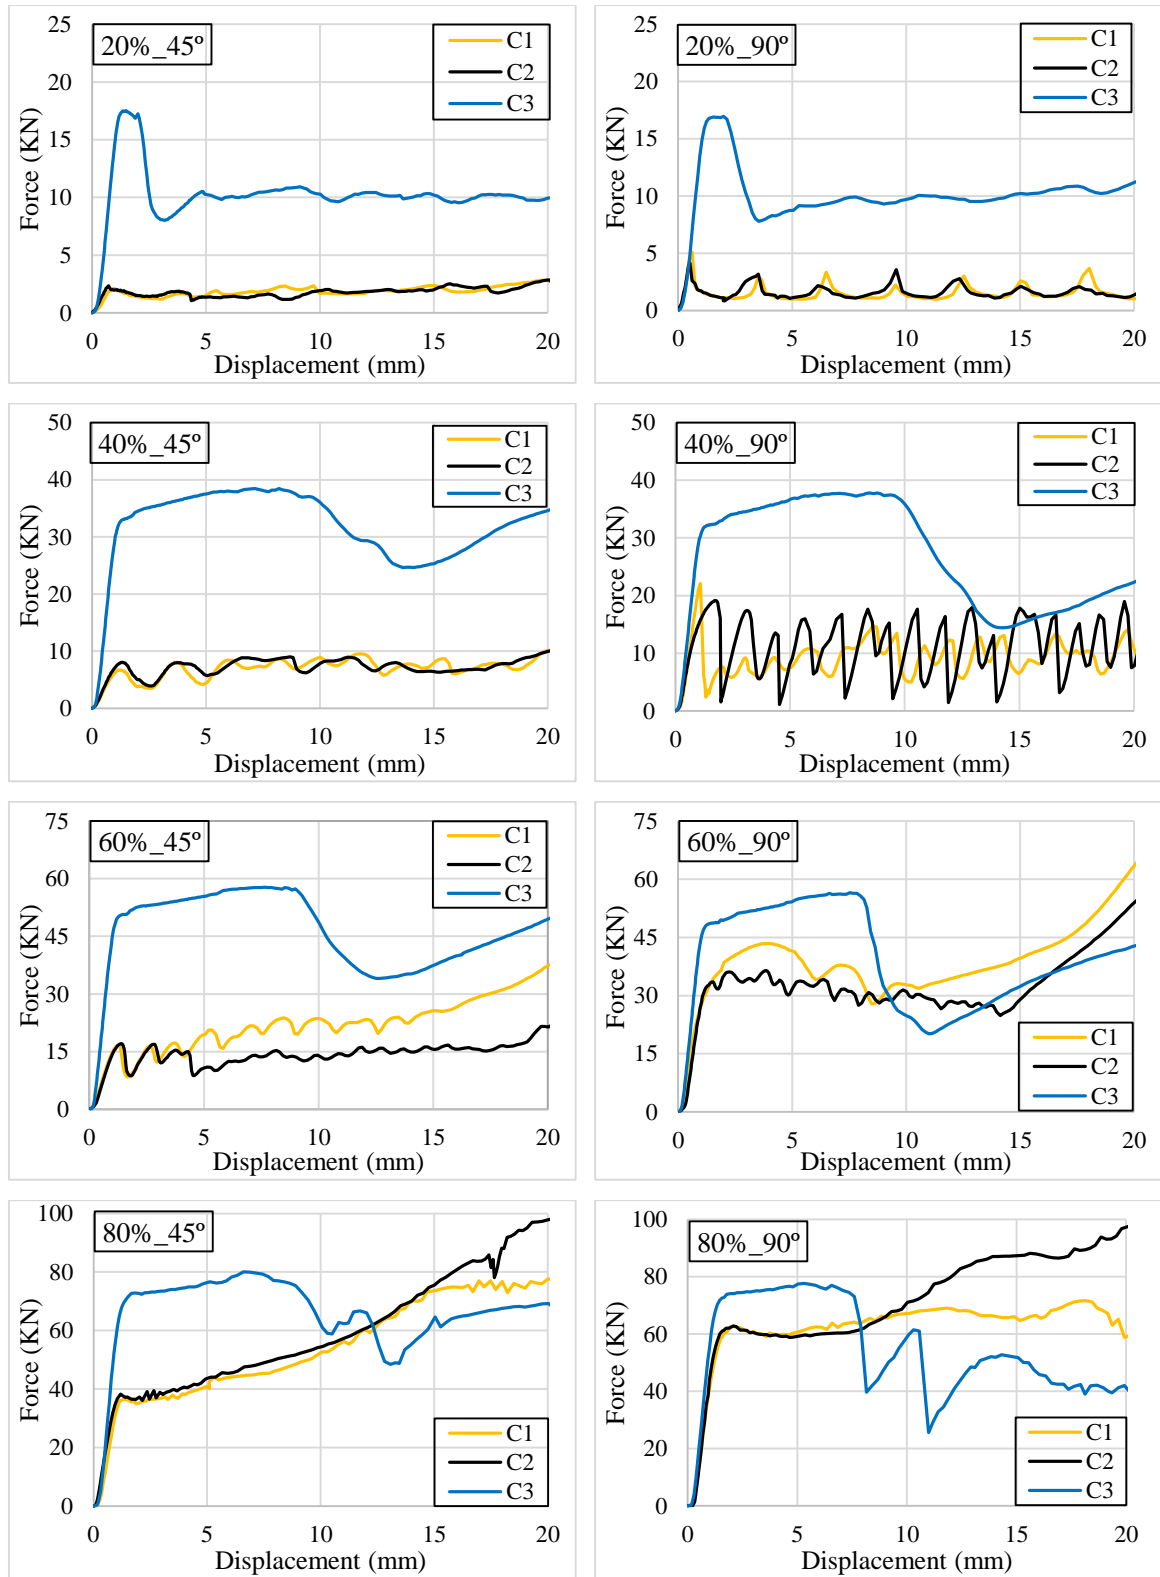 20%_45º
C1
C2
C3
Force (KN)
25
20
15
10
5
0
0 5 10 15 20
Displacement (mm)
20%_90º
C1
C2
C3
Force (KN)
25
20
15
10
5
0
0 5 10 15 20
Displacement (mm)
40%_45º
C1
C2
C3
Force (KN)
50
40
30
20
10
0
0 5 10 15 20
Displacement (mm)
40%_90º
C1
C2
C3
Force (KN)
50
40
30
20
10
0
0 5 10 15 20
Displacement (mm)
60%_45º
C1
C2
C3
Force (KN)
75
60
45
30
15
0
0 5 10 15 20
Displacement (mm)
60%_90º
C1
C2
C3
Force (KN)
75
60
45
30
15
0
0 5 10 15 20
Displacement (mm)
80%_45º
C1
C2
C3
Force (KN)
100
80
60
40
20
0
0 5 10 15 20
Displacement (mm)
80%_90º
C1
C2
C3
Force (KN)
100
80
60
40
20
0
0 5 10 15 20
Displacement (mm)